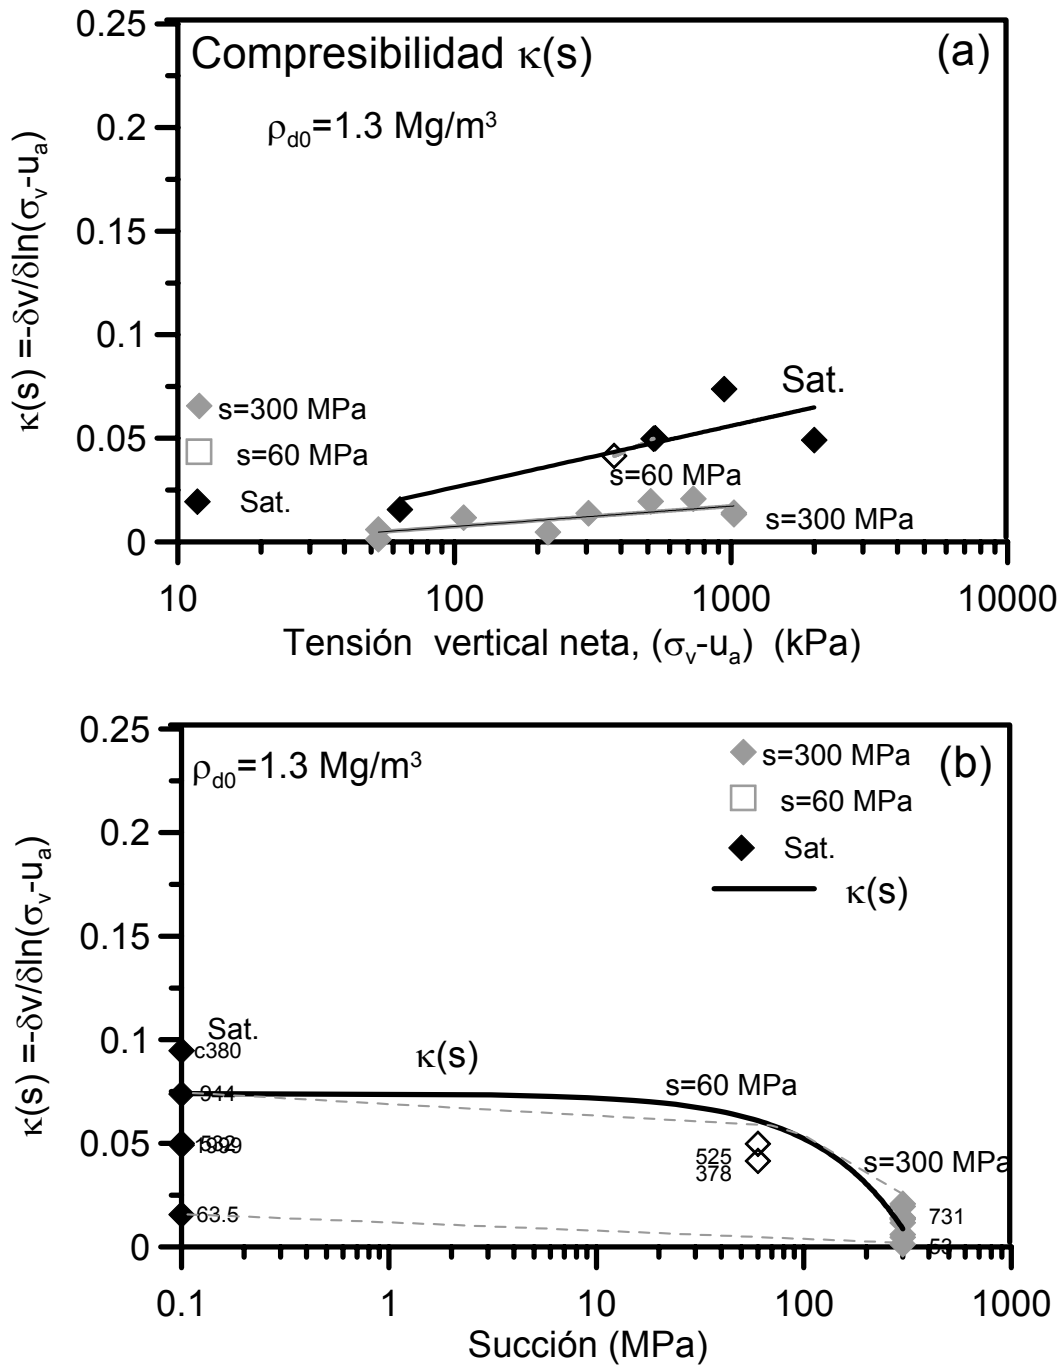 0.25
0.2
0.15
0.1
0.05
0
κ(s) =-δv/δln(σv-ua)
Compresibilidad κ(s)
(a)
ρd0=1.3 Mg/m3
s=300 MPa
s=60 MPa
Sat.
Sat.
s=60 MPa
s=300 MPa
10
100
1000
10000
Tensión vertical neta, (σv-ua) (kPa)
0.25
0.2
0.15
0.1
0.05
0
κ(s) =-δv/δln(σv-ua)
ρd0=1.3 Mg/m3
(b)
s=300 MPa
s=60 MPa
Sat.
κ(s)
Sat.
c380
944
1999
63.5
κ(s)
s=60 MPa
525
378
s=300 MPa
731
53
0.1
1
10
100
1000
Succión (MPa)